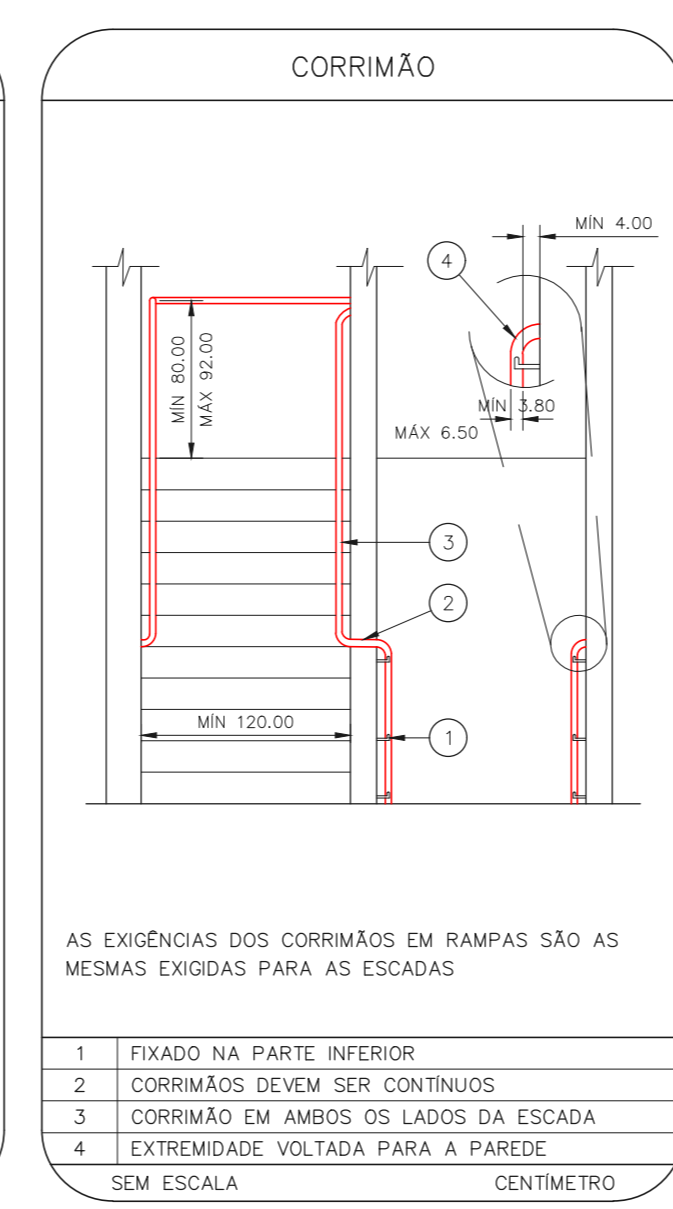 CORRIMÃO
MÍN 4.00
4
MÍN 80.00
MÁX 92.00
MÍN 3.80
MÁX 6.50
3
2
MÍN 120.00
1
AS EXIGÊNCIAS DOS CORRIMÃOS EM RAMPAS SÃO AS
MESMAS EXIGIDAS PARA AS ESCADAS
1 FIXADO NA PARTE INFERIOR
2 CORRIMÃOS DEVEM SER CONTÍNUOS
3 CORRIMÃO EM AMBOS OS LADOS DA ESCADA
4 EXTREMIDADE VOLTADA PARA A PAREDE
SEM ESCALA CENTÍMETRO